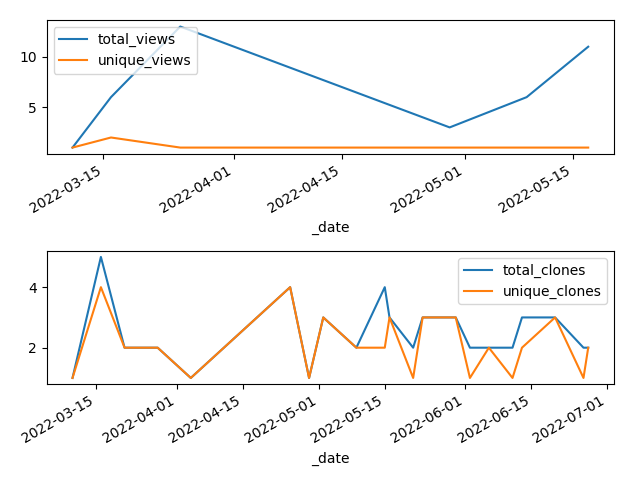 total_views
unique_views
10
5
2022-03-15
2022-04-01
2022-04-15
2022-05-01
2022-05-15
_date
total_clones
unique_clones
4
2
2022-03-15
2022-04-01
2022-04-15
2022-05-01
2022-05-15
2022-06-01
2022-06-15
2022-07-01
_date